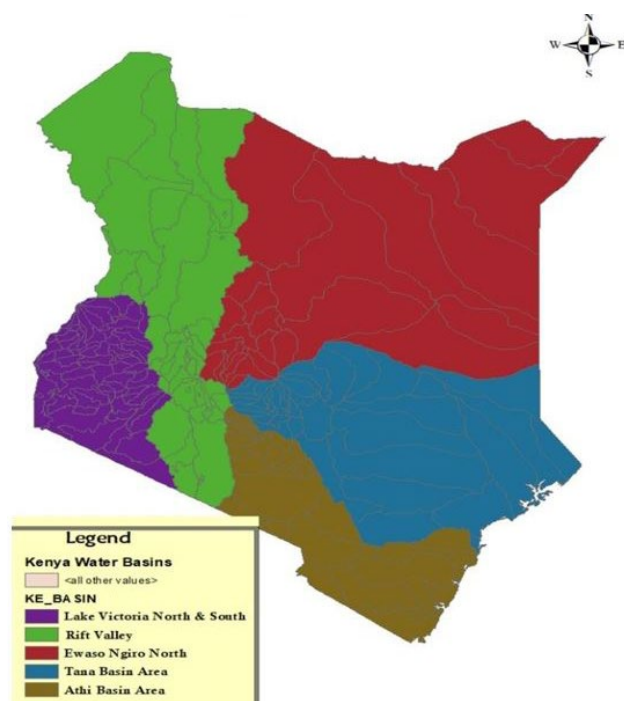 N
W E
S
Legend
Kenya Water Basins
<all other values>
KE_BASIN
Lake Victoria North & South
Rift Valley
Ewaso Ngiro North
Tana Basin Area
Athi Basin Area